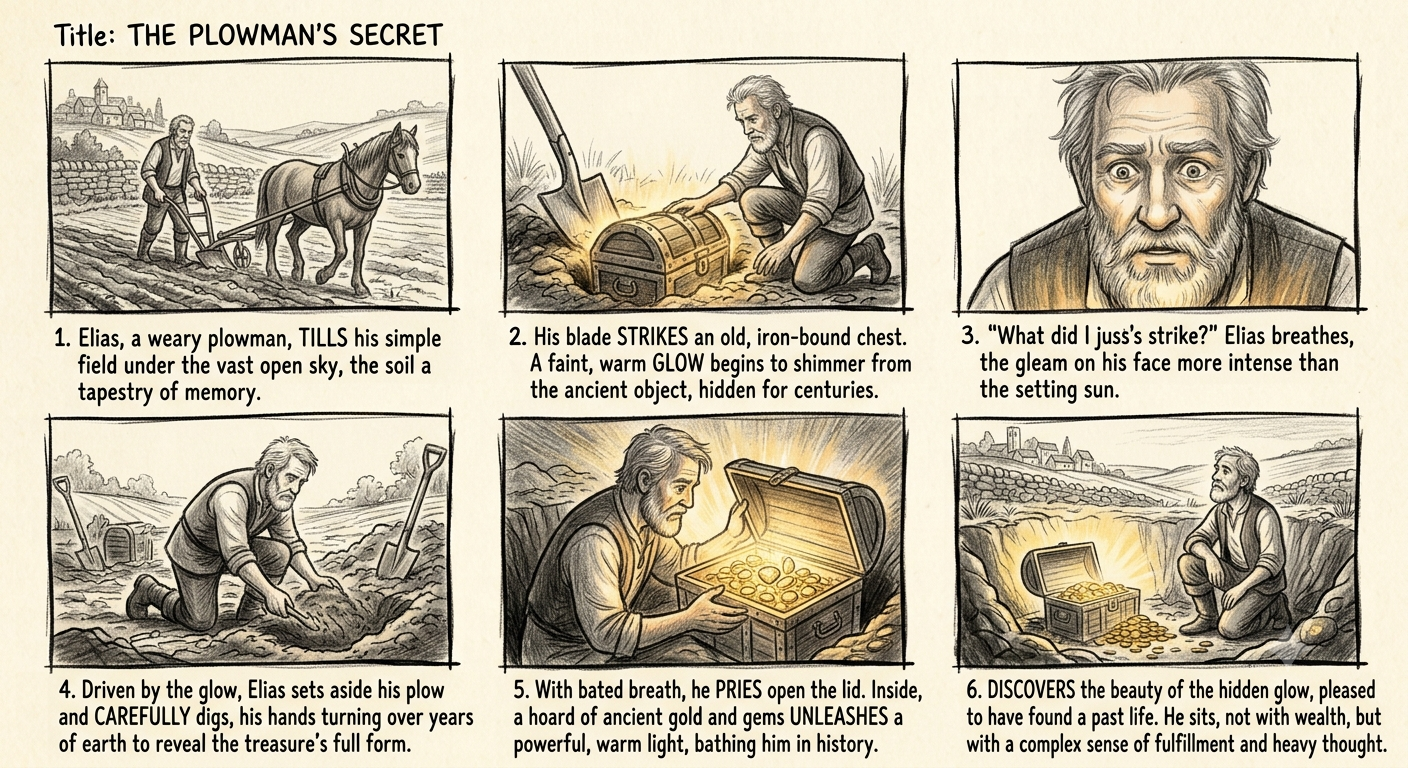 Title: THE PLOWMAN'S SECRET
1. Elias, a weary plowman, TILLS his simple
field under the vast open sky, the soil a
tapestry of memory.
2. His blade STRIKES an old, iron-bound chest.
A faint, warm GLOW begins to shimmer from
the ancient object, hidden for centuries.
3. "What did I juss's strike?" Elias breathes,
the gleam on his face more intense than
the setting sun.
4. Driven by the glow, Elias sets aside his plow
and CAREFULLY digs, his hands turning over years
of earth to reveal the treasure's full form.
5. With bated breath, he PRIES open the lid. Inside,
a hoard of ancient gold and gems UNLEASHES a
powerful, warm light, bathing him in history.
6. DISCOVERS the beauty of the hidden glow, pleased
to have found a past life. He sits, not with wealth, but
with a complex sense of fulfillment and heavy thought.